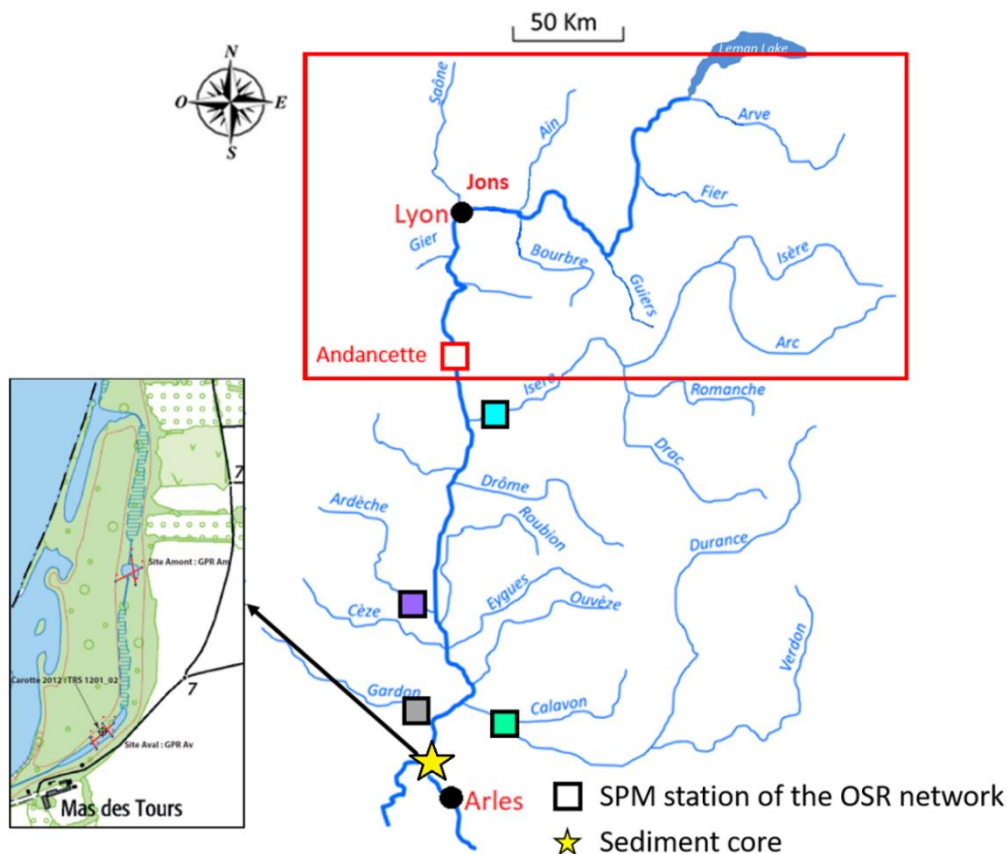 50 Km
Leman Lake
N
O
E
S
Saône
Ain
Arve
Jons
Lyon
Fier
Gier
Bourbre
Guiers
Isère
Arc
Andancette
Isère
Romanche
Drac
Drôme
Ardèche
Roubion
Durance
Eygues
Ouvèze
Cèze
Verdon
Gardon
Calavon
7
Site Amont : GPR Am
Carotte 2012 : TRS 1201_02
7
Site Aval : GPR Av
Mas des Tours
Arles
SPM station of the OSR network
Sediment core